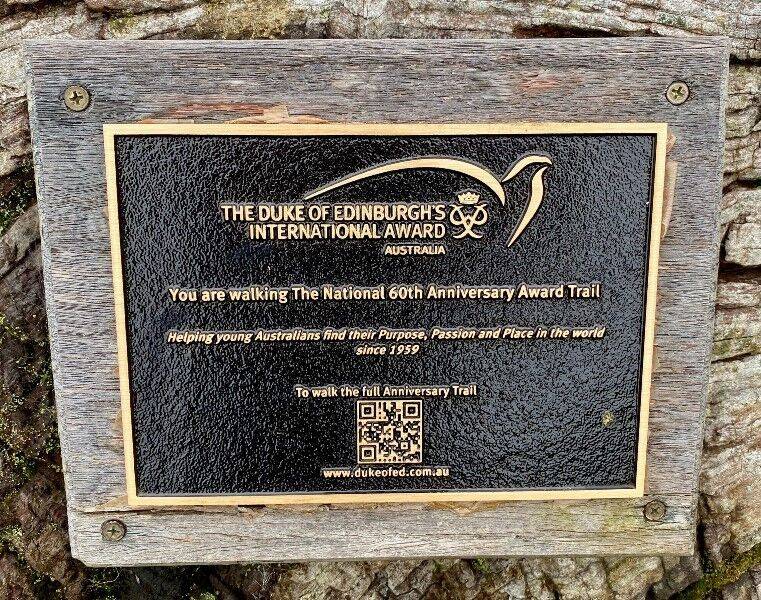 THE DUKE OF EDINBURGH'S
INTERNATIONAL AWARD
AUSTRALIA
You are walking The National 60th Anniversary Award Trail
Helping young Australians find their Purpose, Passion and Place in the world
since 1959
To walk the full Anniversary Trail
www.dukeofed.com.au